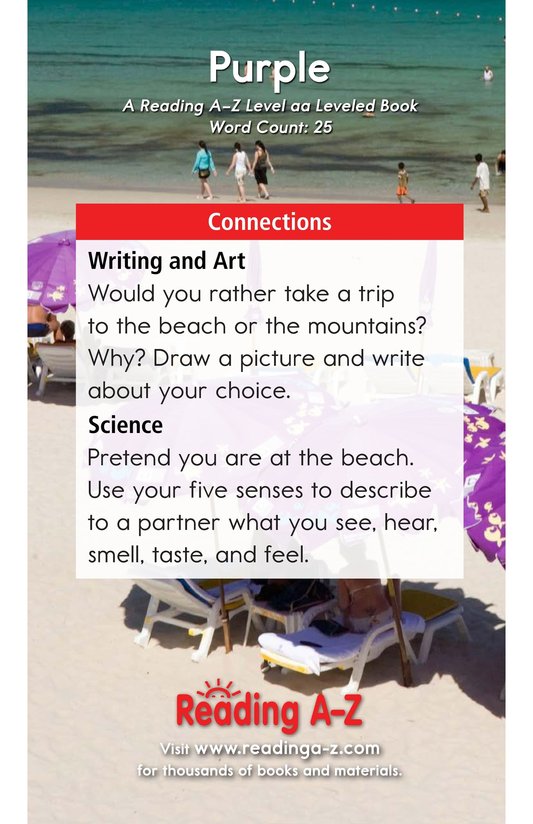 Purple
A Reading A–Z Level aa Leveled Book
Word Count: 25
Connections
Writing and Art
Would you rather take a trip
to the beach or the mountains?
Why? Draw a picture and write
about your choice.
Science
Pretend you are at the beach.
Use your five senses to describe
to a partner what you see, hear,
smell, taste, and feel.
Reading A-Z
Visit www.readinga-z.com
for thousands of books and materials.